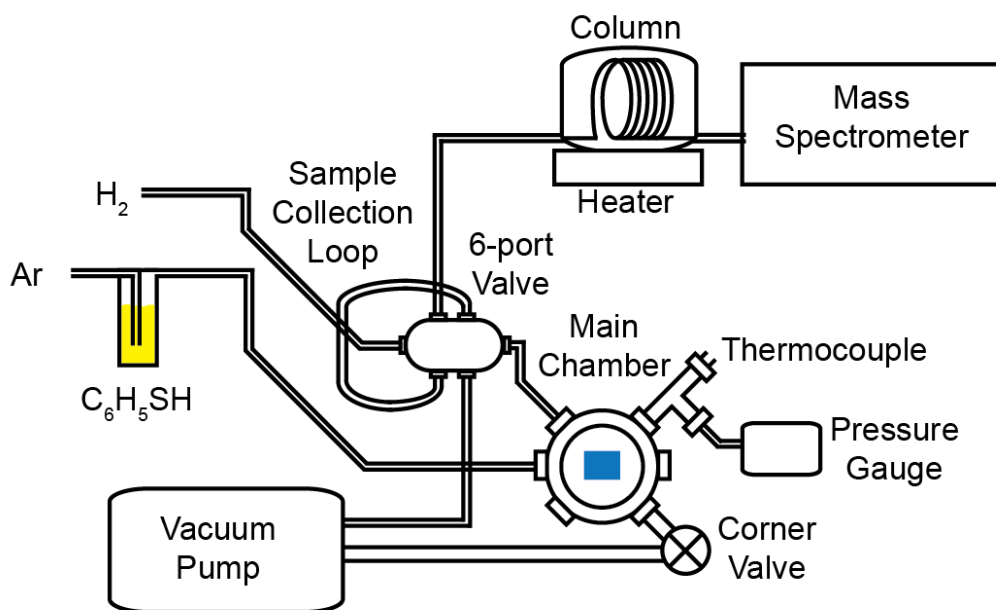 Column
Mass
Spectrometer
H₂
Sample
Collection
Loop
Heater
6-port
Valve
Ar
Main
Chamber
Thermocouple
C₆H₅SH
Pressure
Gauge
Vacuum
Pump
Corner
Valve